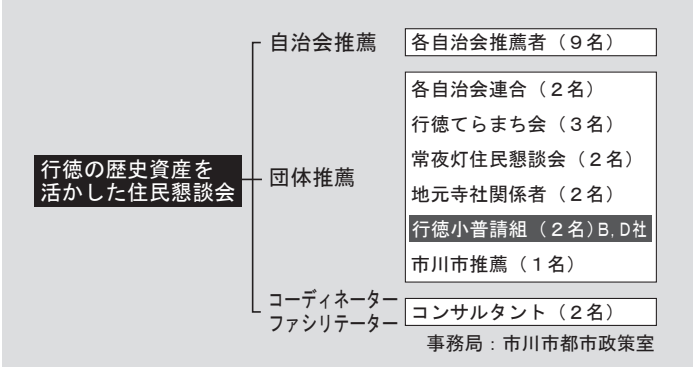 自治会推薦
各自治会推薦者（９名）
行徳の歴史資産を
活かした住民懇談会
団体推薦
各自治会連合（２名）
行徳てらまち会（３名）
常夜灯住民懇談会（２名）
地元寺社関係者（２名）
行徳小普請組（２名）B, D社
市川市推薦（１名）
コーディネーター
ファシリテーター
コンサルタント（２名）
事務局：市川市都市政策室